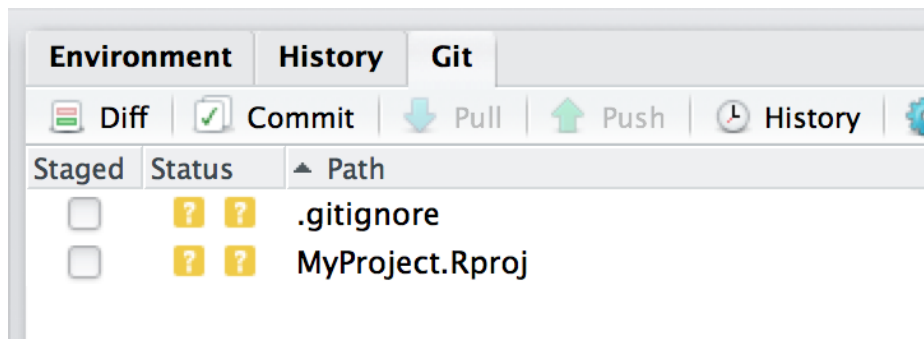 Environment History Git
Diff Commit Pull Push History
Staged Status Path
? ? .gitignore
? ? MyProject.Rproj